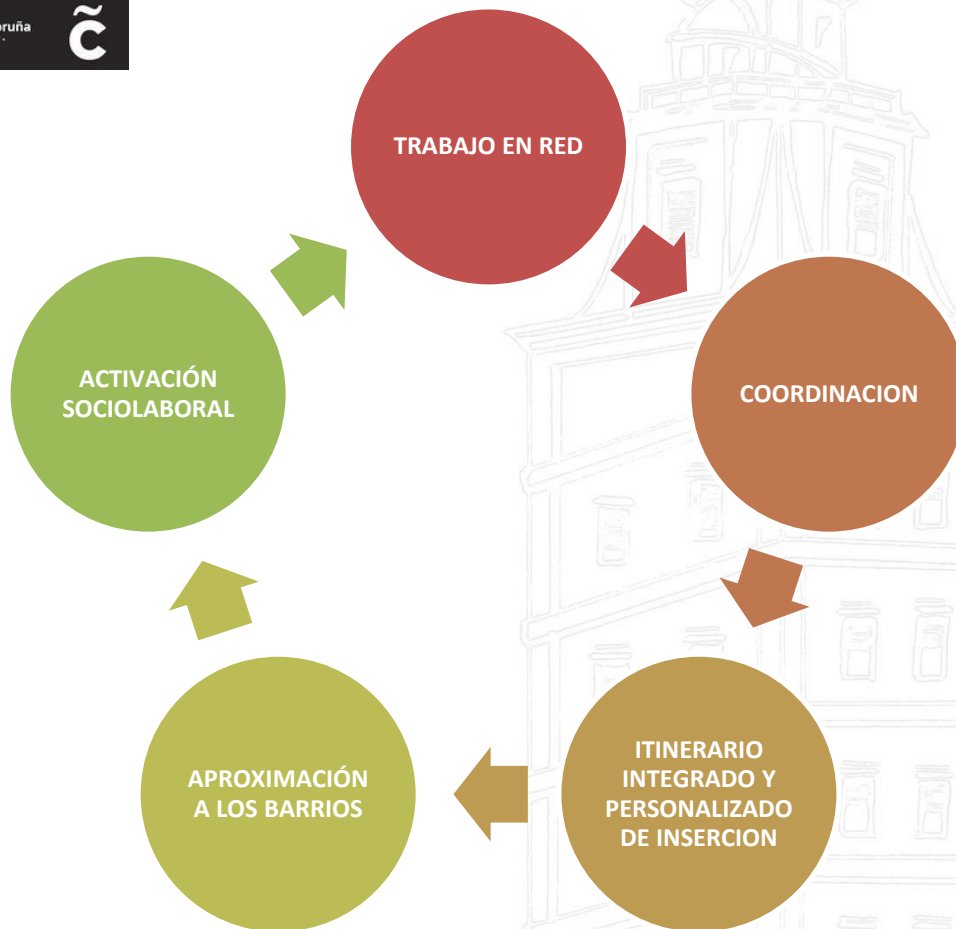 oruña
TRABAJO EN RED
COORDINACION
ITINERARIO
INTEGRADO Y
PERSONALIZADO
DE INSERCION
APROXIMACIÓN
A LOS BARRIOS
ACTIVACIÓN
SOCIOLABORAL